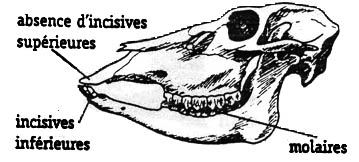 absence d'incisives
supérieures
incisives
inférieures
molaires